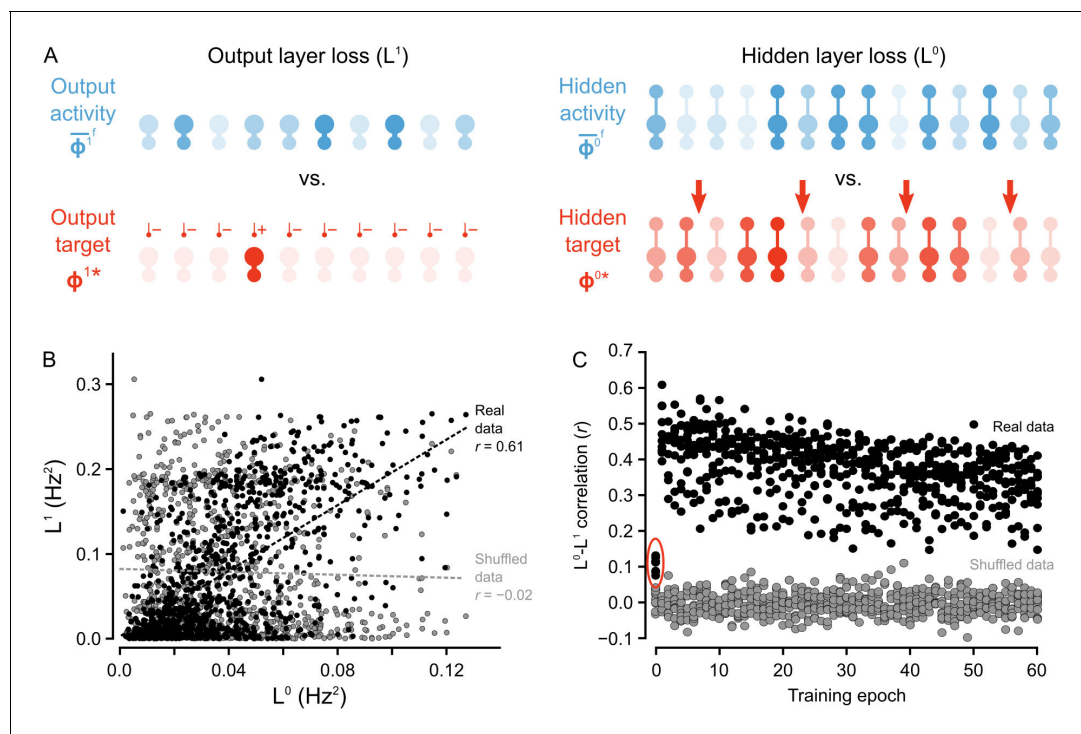 A
Output layer loss (L¹)
Hidden layer loss (L⁰)
Output
activity
Φ̅¹ᶠ
Hidden
activity
Φ̅⁰ᶠ
vs.
vs.
Output
target
Φ¹*
– – – + – – – – – –
Hidden
target
Φ⁰*
B
L¹ (Hz²)
0.3
0.2
0.1
0.0
0.0 0.04 0.08 0.12
L⁰ (Hz²)
Real
data
r = 0.61
Shuffled
data
r = −0.02
C
L⁰-L¹ correlation (r)
0.7
0.6
0.5
0.4
0.3
0.2
0.1
0.0
−0.1
0 10 20 30 40 50 60
Training epoch
Real data
Shuffled data